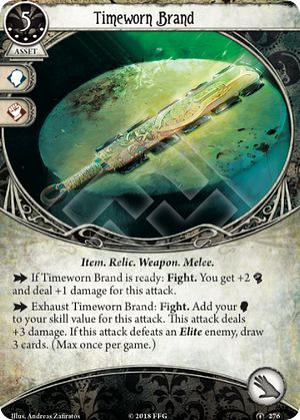 5
Timeworn Brand
ASSET
Item. Relic. Weapon. Melee.
If Timeworn Brand is ready: Fight. You get +2
and deal +1 damage for this attack.
Exhaust Timeworn Brand: Fight. Add your
to your skill value for this attack. This attack deals
+3 damage. If this attack defeats an Elite enemy, draw
3 cards. (Max once per game.)
Illus. Andreas Zafiratos
© 2018 FFG
276